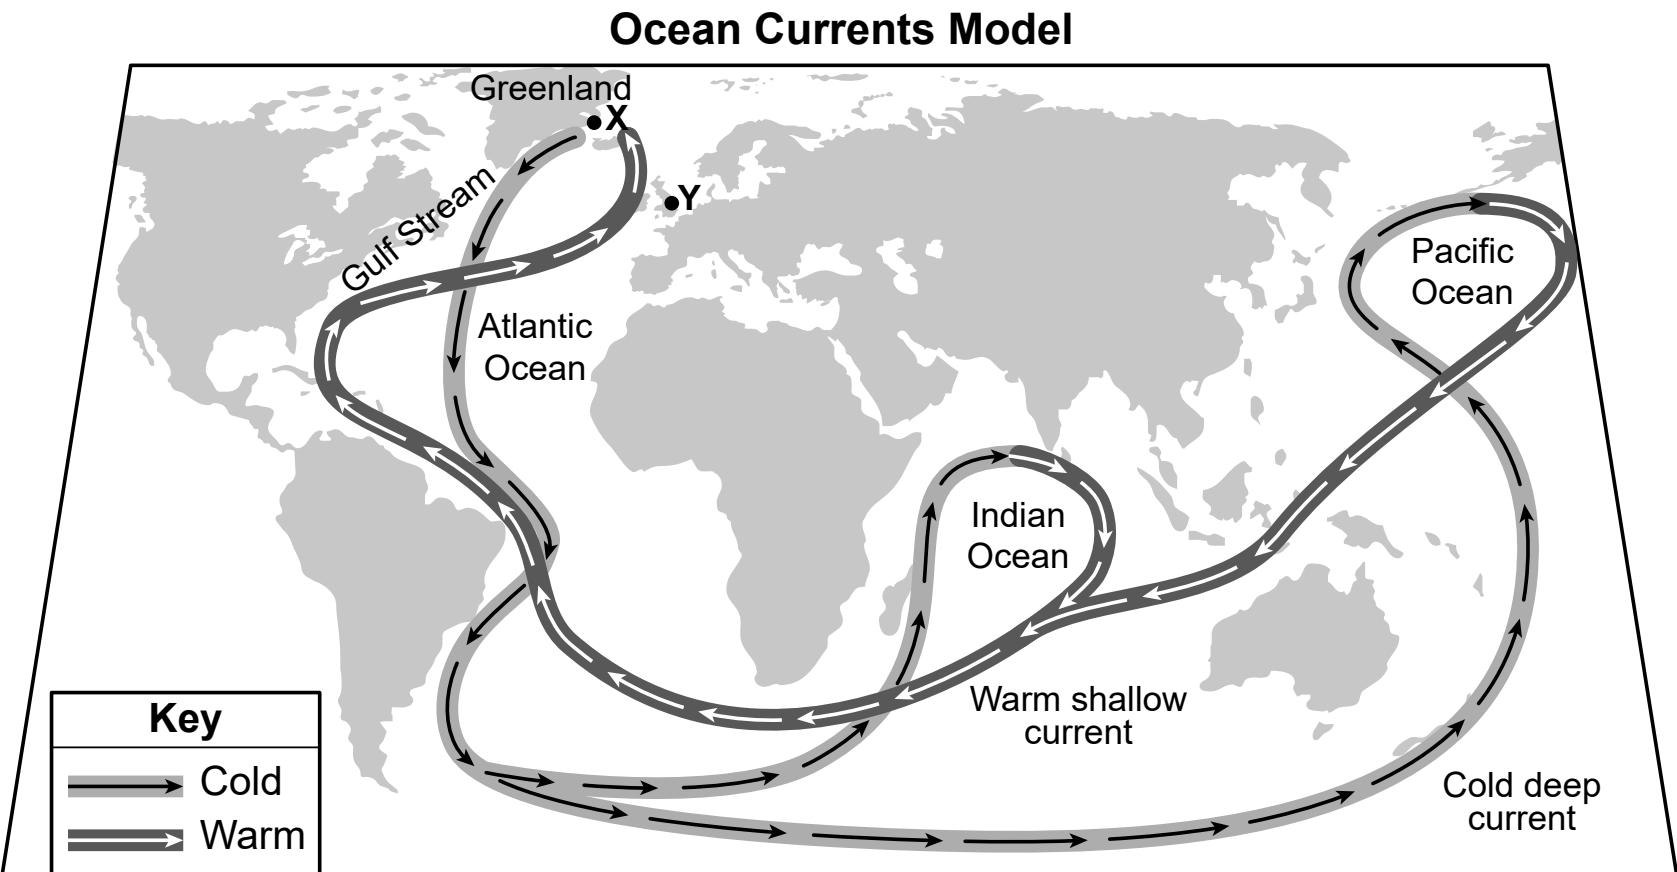 Ocean Currents Model
Greenland
X
Y
Gulf Stream
Atlantic
Ocean
Pacific
Ocean
Indian
Ocean
Warm shallow
current
Cold deep
current
Key
Cold
Warm